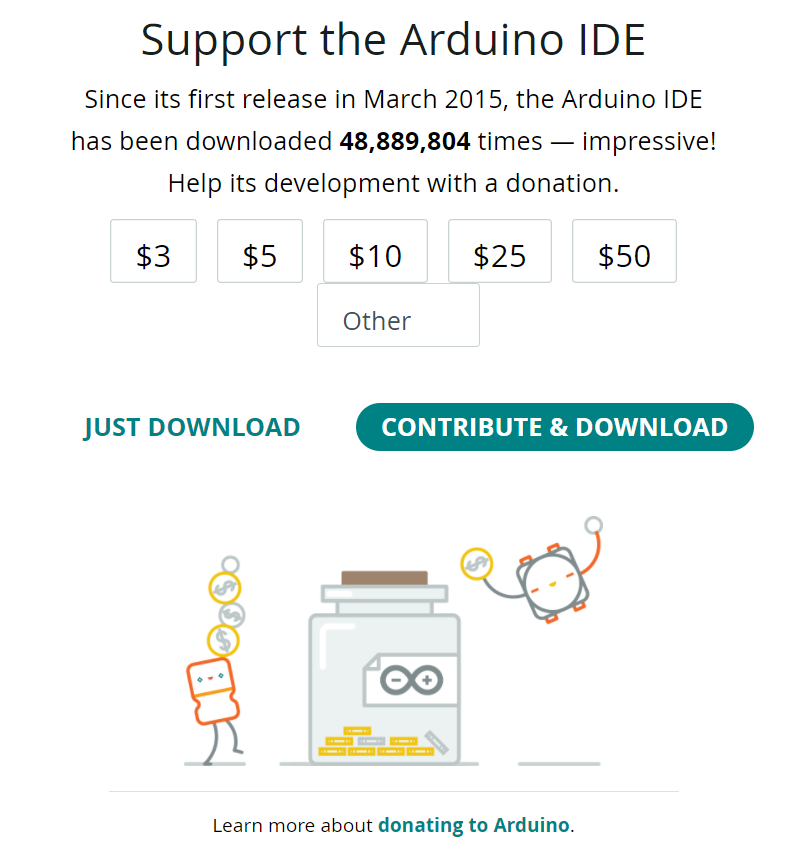 Support the Arduino IDE
Since its first release in March 2015, the Arduino IDE
has been downloaded 48,889,804 times — impressive!
Help its development with a donation.
$3 $5 $10 $25 $50
Other
JUST DOWNLOAD CONTRIBUTE & DOWNLOAD
Learn more about donating to Arduino.